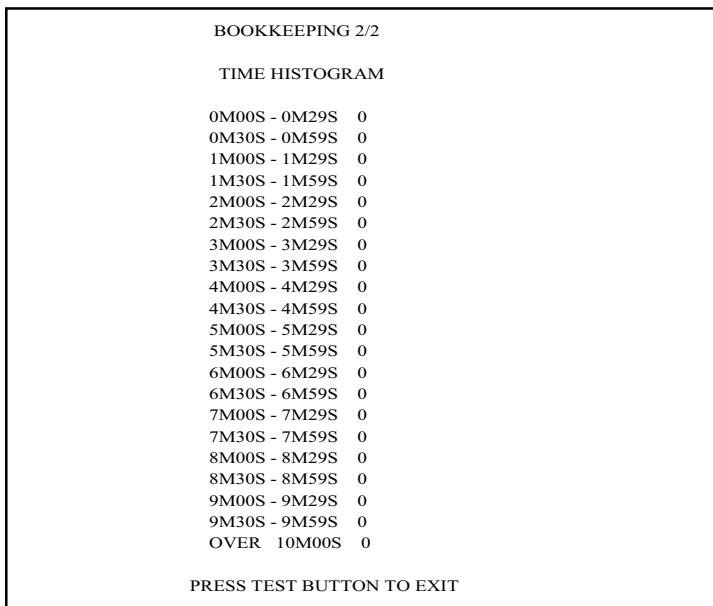 BOOKKEEPING 2/2
TIME HISTOGRAM
0M00S - 0M29S 0
0M30S - 0M59S 0
1M00S - 1M29S 0
1M30S - 1M59S 0
2M00S - 2M29S 0
2M30S - 2M59S 0
3M00S - 3M29S 0
3M30S - 3M59S 0
4M00S - 4M29S 0
4M30S - 4M59S 0
5M00S - 5M29S 0
5M30S - 5M59S 0
6M00S - 6M29S 0
6M30S - 6M59S 0
7M00S - 7M29S 0
7M30S - 7M59S 0
8M00S - 8M29S 0
8M30S - 8M59S 0
9M00S - 9M29S 0
9M30S - 9M59S 0
OVER 10M00S 0
PRESS TEST BUTTON TO EXIT